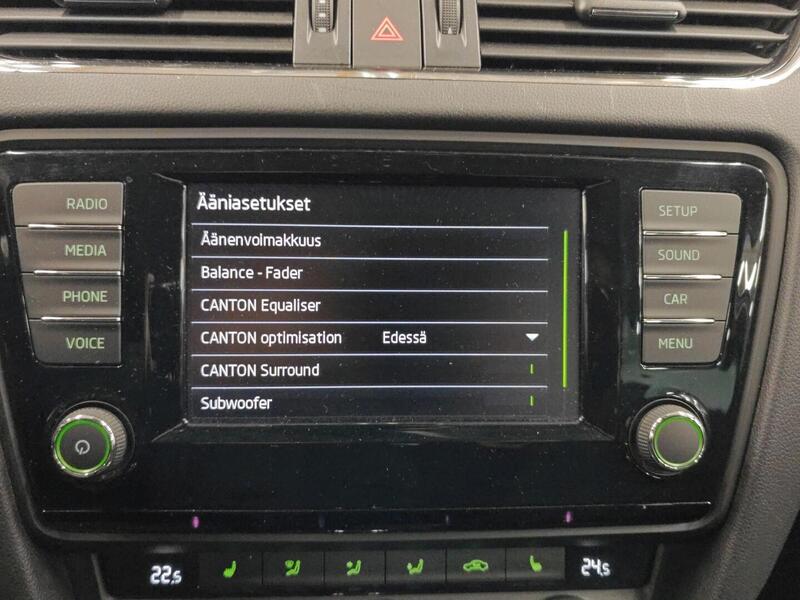 RADIO
MEDIA
PHONE
VOICE
Ääniasetukset
Äänenvoimakkuus
Balance - Fader
CANTON Equaliser
CANTON optimisation Edessä
CANTON Surround
Subwoofer
SETUP
SOUND
CAR
MENU
22.5
24.5